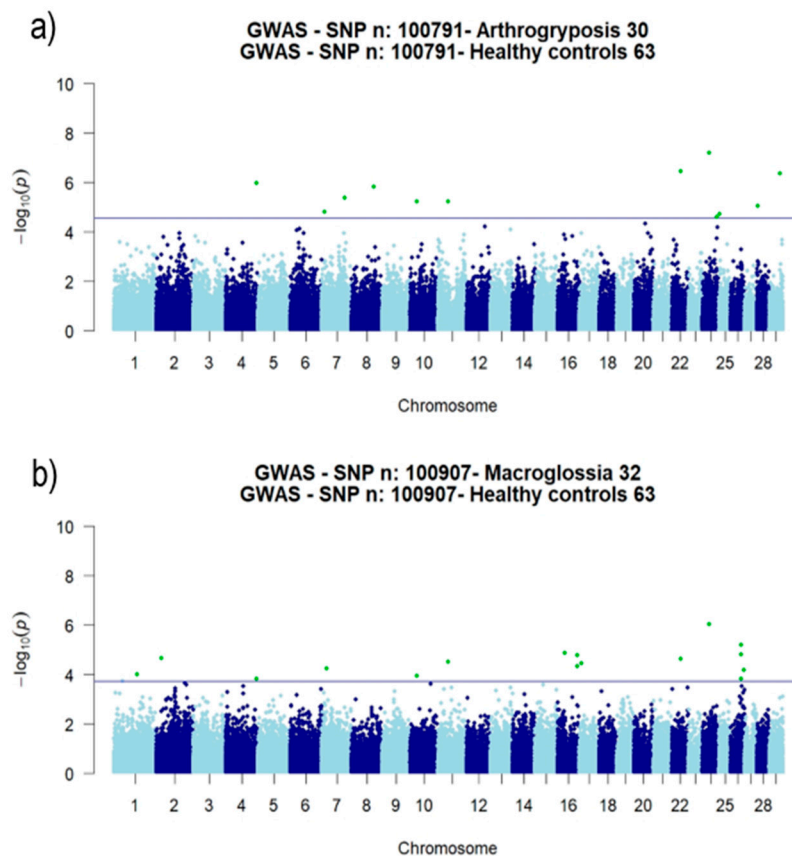 a)
GWAS - SNP n: 100791- Arthrogryposis 30
GWAS - SNP n: 100791- Healthy controls 63
10
8
6
4
2
0
−log10(p)
1 2 3 4 5 6 7 8 9 10 12 14 16 18 20 22 25 28
Chromosome
b)
GWAS - SNP n: 100907- Macroglossia 32
GWAS - SNP n: 100907- Healthy controls 63
10
8
6
4
2
0
−log10(p)
1 2 3 4 5 6 7 8 9 10 12 14 16 18 20 22 25 28
Chromosome